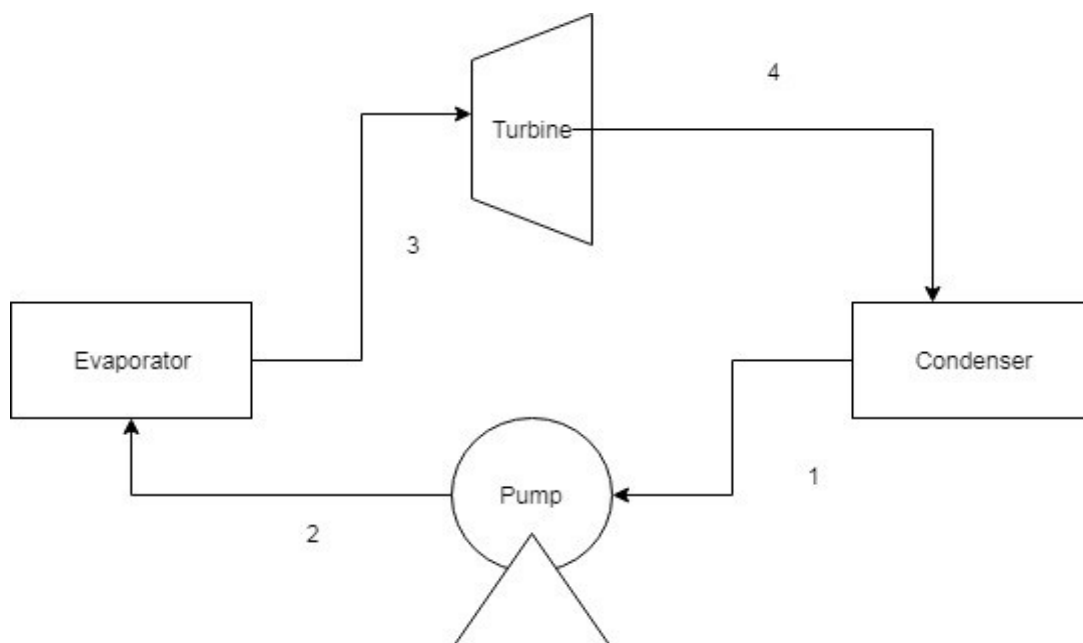 4
Turbine
3
Evaporator
Condenser
1
Pump
2